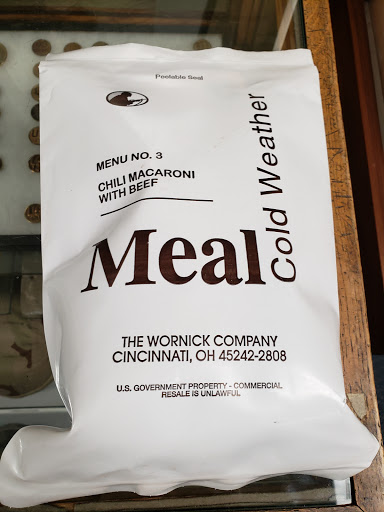 Peelable Seal
MENU NO. 3
CHILI MACARONI
WITH BEEF
Meal
Cold Weather
THE WORNICK COMPANY
CINCINNATI, OH 45242-2808
U.S. GOVERNMENT PROPERTY - COMMERCIAL
RESALE IS UNLAWFUL